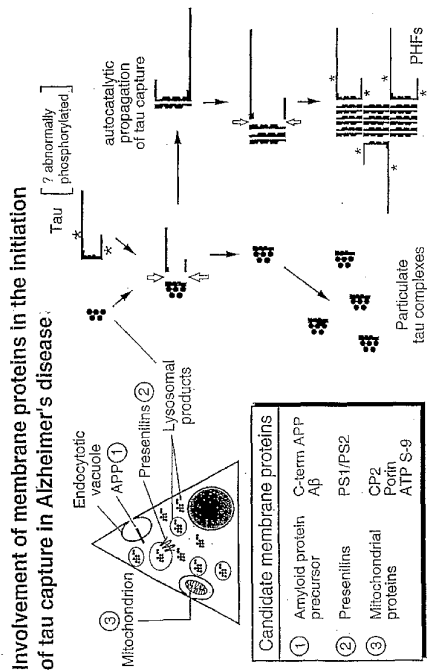 Involvement of membrane proteins in the initiation
of tau capture in Alzheimer's disease
Endocytotic
vacuole
APP 1
Presenilins 2
Lysosomal
products
3
Mitochondrion
Tau
? abnormally
phosphorylated
*
*
autocatalytic
propagation
of tau capture
Particulate
tau complexes
*
*
*
*
*
PHFs
Candidate membrane proteins
1 Amyloid protein C-term APP
precursor Aβ
2 Presenilins PS1/PS2
3 Mitochondrial CP2
proteins Porin
ATP S-9